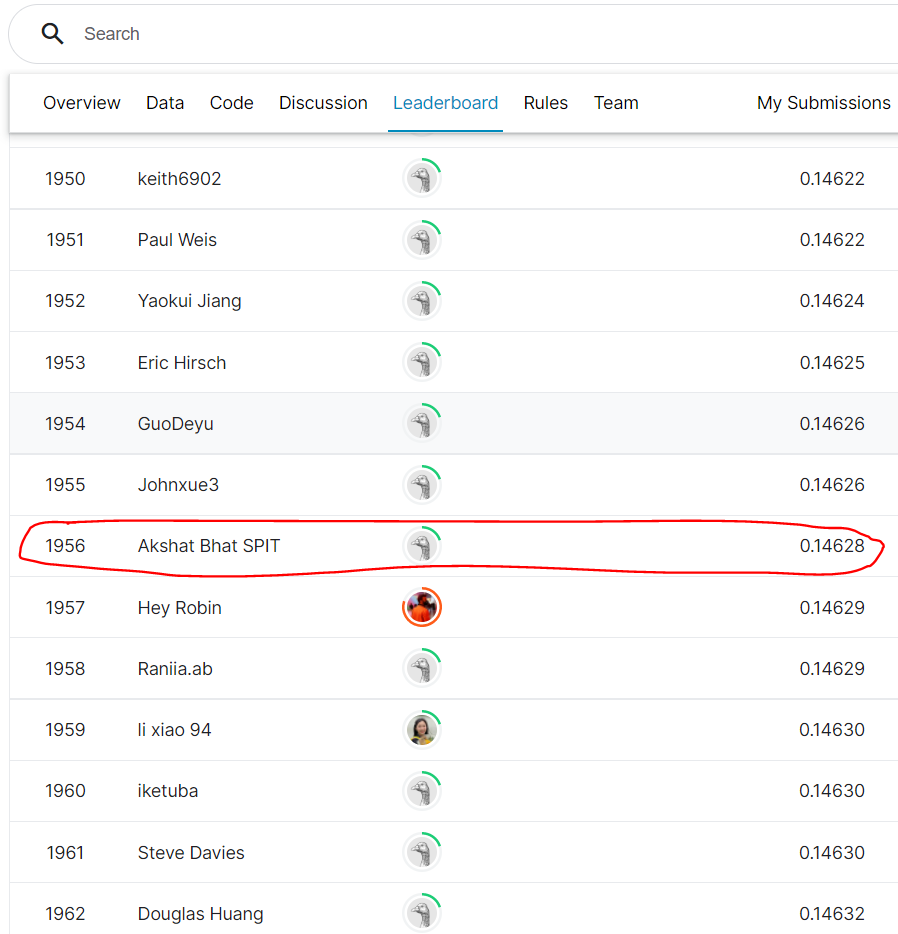 Search
Overview Data Code Discussion Leaderboard Rules Team My Submissions
1950 keith6902 0.14622
1951 Paul Weis 0.14622
1952 Yaokui Jiang 0.14624
1953 Eric Hirsch 0.14625
1954 GuoDeyu 0.14626
1955 Johnxue3 0.14626
1956 Akshat Bhat SPIT 0.14628
1957 Hey Robin 0.14629
1958 Raniia.ab 0.14629
1959 li xiao 94 0.14630
1960 iketuba 0.14630
1961 Steve Davies 0.14630
1962 Douglas Huang 0.14632